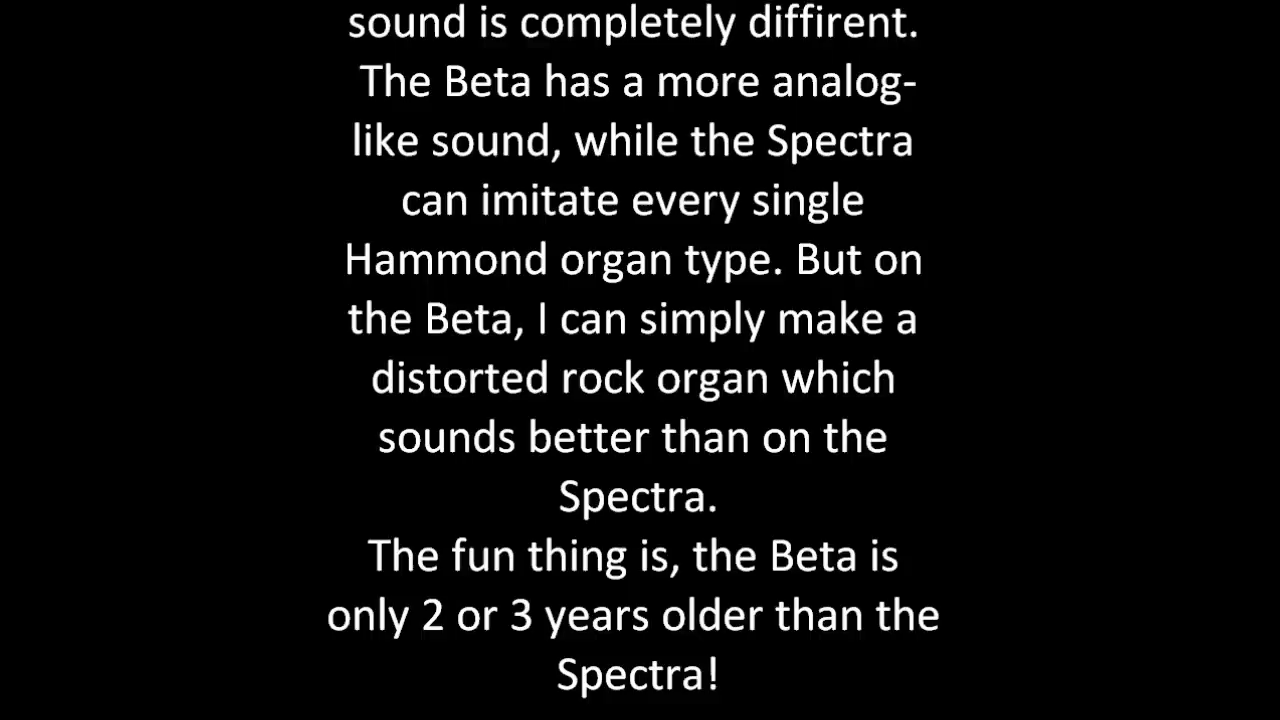 sound is completely diffirent.
The Beta has a more analog-
like sound, while the Spectra
can imitate every single
Hammond organ type. But on
the Beta, I can simply make a
distorted rock organ which
sounds better than on the
Spectra.
The fun thing is, the Beta is
only 2 or 3 years older than the
Spectra!